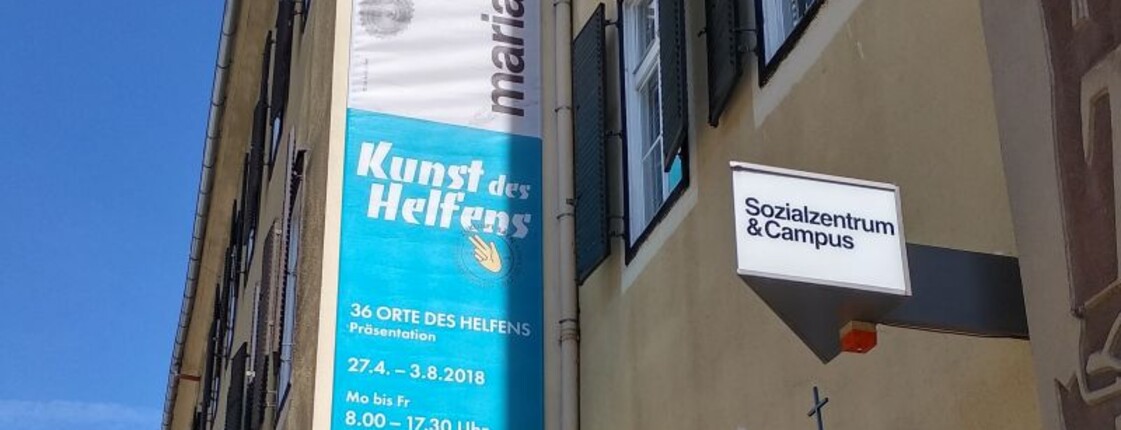 maria
Kunst des
Helfens
36 ORTE DES HELFENS
Präsentation
27.4. – 3.8.2018
Mo bis Fr
8.00 – 17.30 Uhr
Sozialzentrum
&Campus